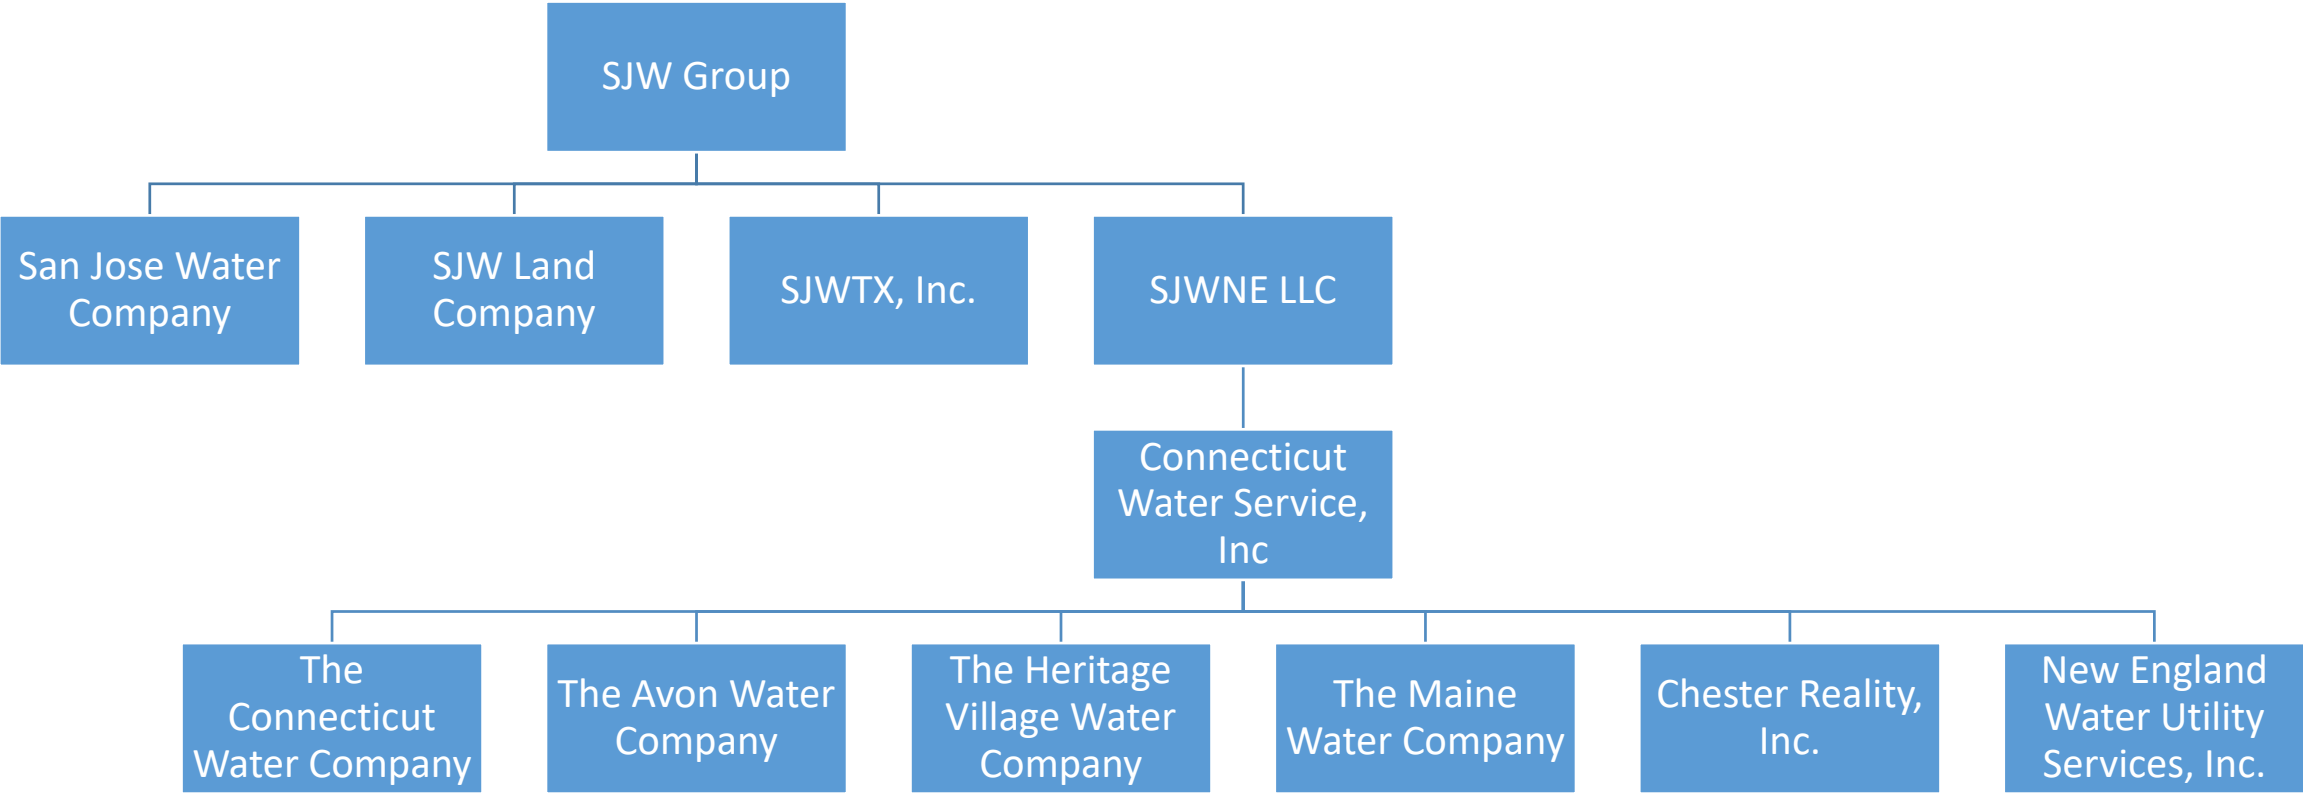 SJW Group
San Jose Water
Company
SJW Land
Company
SJWTX, Inc.
SJWNE LLC
Connecticut
Water Service,
Inc
The
Connecticut
Water Company
The Avon Water
Company
The Heritage
Village Water
Company
The Maine
Water Company
Chester Reality,
Inc.
New England
Water Utility
Services, Inc.